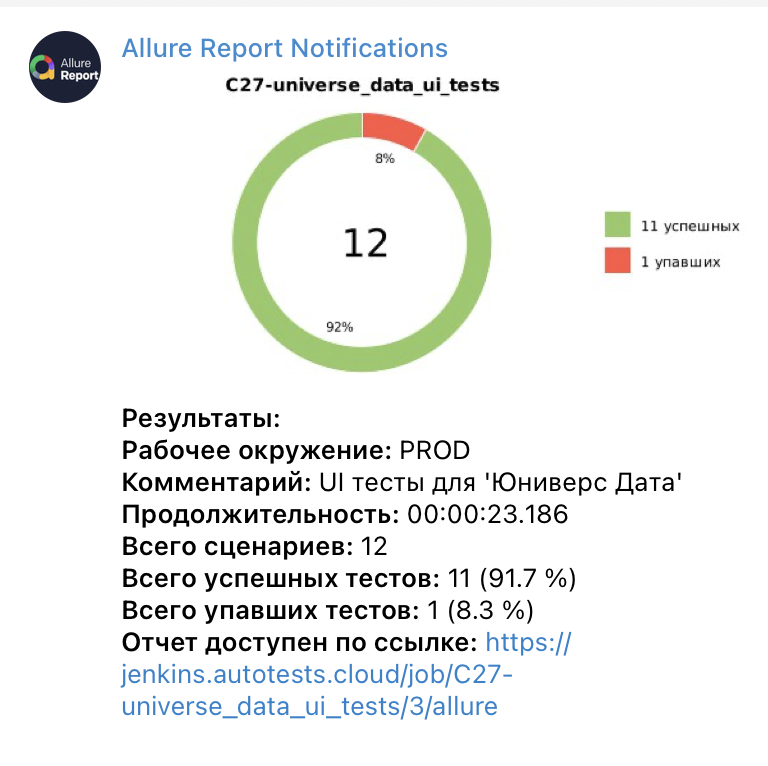 Allure Report Notifications
Allure
Report
C27-universe_data_ui_tests
8%
12
92%
11 успешных
1 упавших
Результаты:
Рабочее окружение: PROD
Комментарий: UI тесты для 'Юниверс Дата'
Продолжительность: 00:00:23.186
Всего сценариев: 12
Всего успешных тестов: 11 (91.7 %)
Всего упавших тестов: 1 (8.3 %)
Отчет доступен по ссылке: https://
jenkins.autotests.cloud/job/C27-
universe_data_ui_tests/3/allure